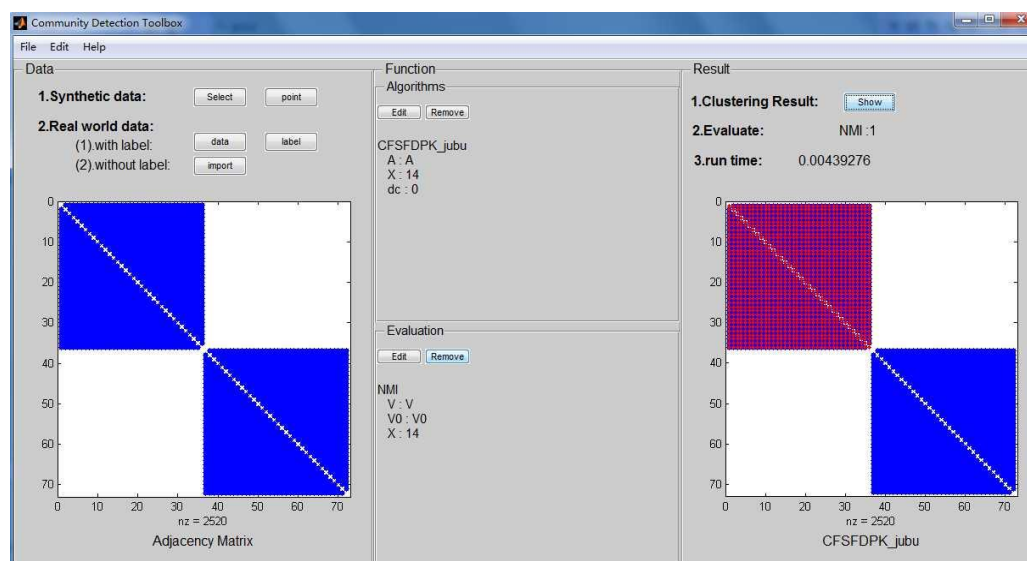 Community Detection Toolbox
File Edit Help
Data
1.Synthetic data:
Select
point
2.Real world data:
(1).with label:
data
label
(2).without label:
import
0
10
20
30
40
50
60
70
0 10 20 30 40 50 60 70
nz = 2520
Adjacency Matrix
Function
Algorithms
Edit
Remove
CFSFDPK_jubu
A : A
X : 14
dc : 0
Evaluation
Edit
Remove
NMI
V : V
V0 : V0
X : 14
Result
1.Clustering Result:
Show
2.Evaluate: NMI :1
3.run time: 0.00439276
0
10
20
30
40
50
60
70
0 10 20 30 40 50 60 70
nz = 2520
CFSFDPK_jubu